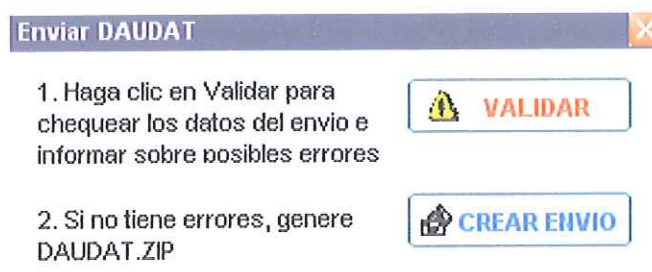 Enviar DAUDAT
1. Haga clic en Validar para
chequear los datos del envio e
informar sobre posibles errores
VALIDAR
2. Si no tiene errores, genere
DAUDAT.ZIP
CREAR ENVIO